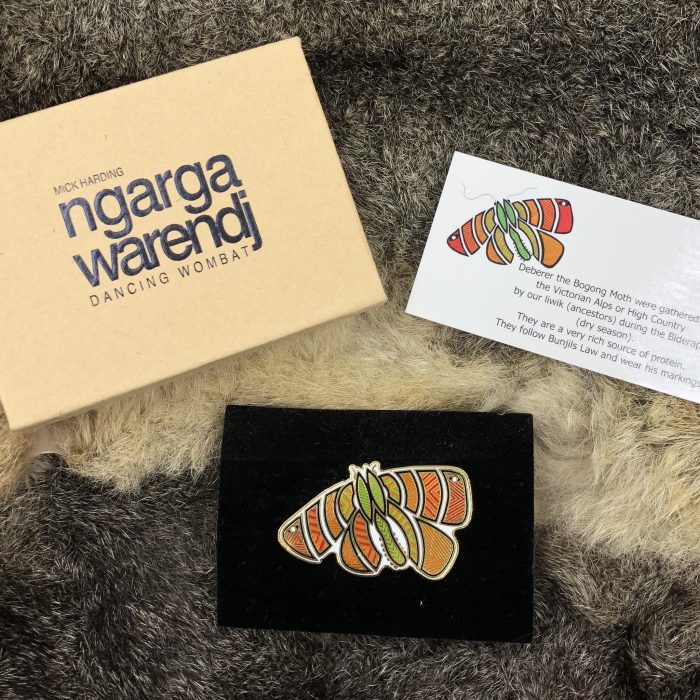 MICK HARDING
ngarga
warendj
DANCING WOMBAT
Deberer the Bogong Moth were gathered
the Victorian Alps or High Country
by our liwik (ancestors) during the Biderap
(dry season).
They are a very rich source of protein.
They follow Bunjils Law and wear his markings